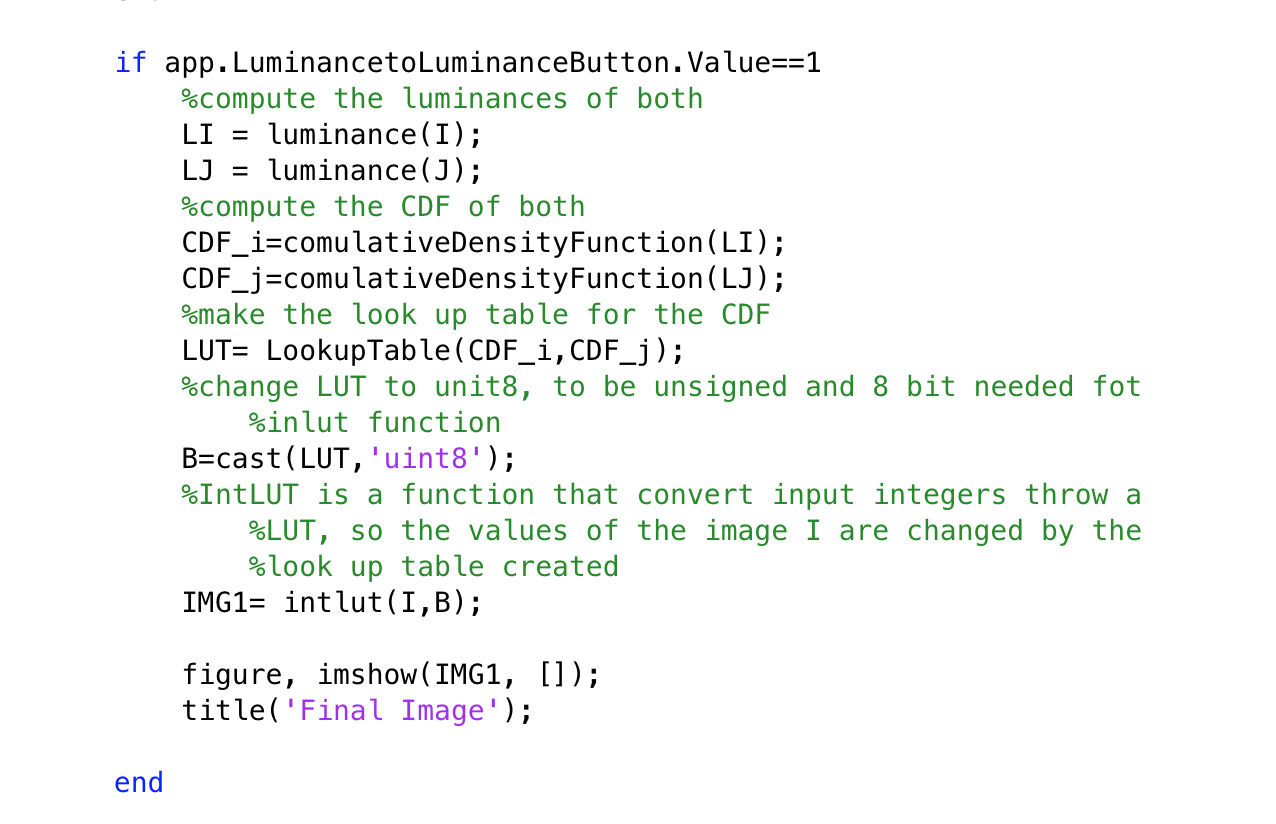 if app.LuminancetoLuminanceButton.Value==1
%compute the luminances of both
LI = luminance(I);
LJ = luminance(J);
%compute the CDF of both
CDF_i=comulativeDensityFunction(LI);
CDF_j=comulativeDensityFunction(LJ);
%make the look up table for the CDF
LUT= LookupTable(CDF_i,CDF_j);
%change LUT to unit8, to be unsigned and 8 bit needed fot
%inlut function
B=cast(LUT,'uint8');
%IntLUT is a function that convert input integers throw a
%LUT, so the values of the image I are changed by the
%look up table created
IMG1= intlut(I,B);
figure, imshow(IMG1, []);
title('Final Image');
end